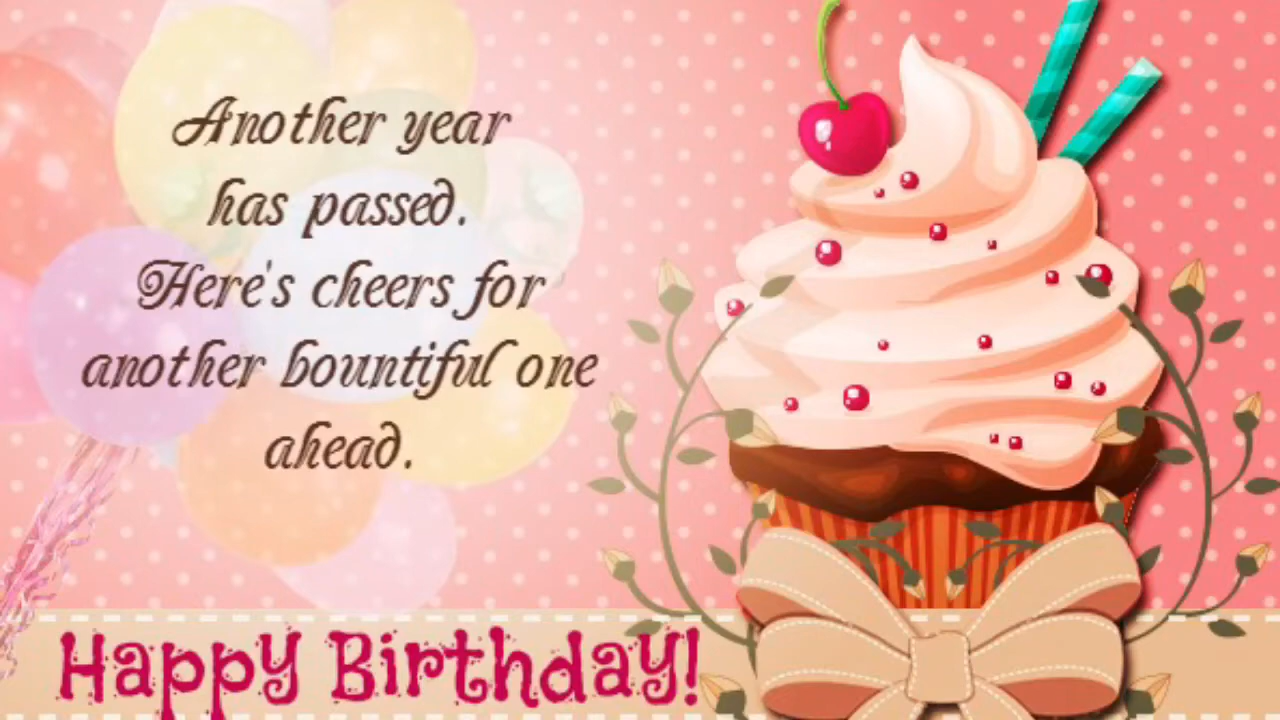 Another year
has passed.
Here's cheers for
another bountiful one
ahead.
Happy Birthday!